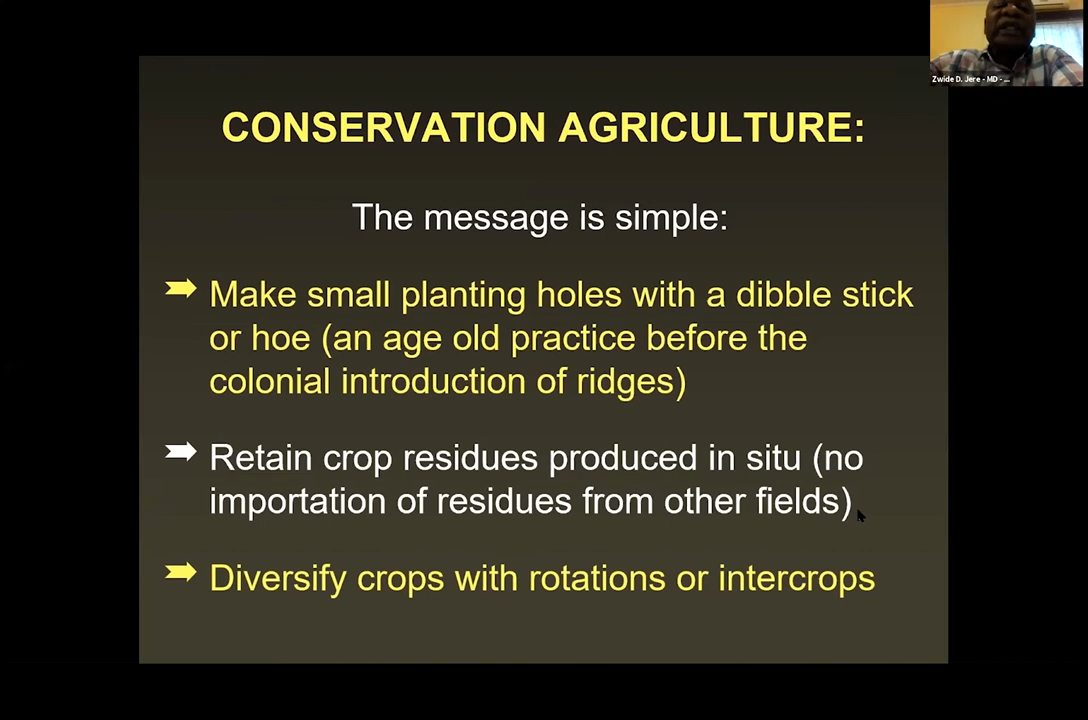 Zwide D. Jere - MD - ...
CONSERVATION AGRICULTURE:
The message is simple:
Make small planting holes with a dibble stick
or hoe (an age old practice before the
colonial introduction of ridges)
Retain crop residues produced in situ (no
importation of residues from other fields)
Diversify crops with rotations or intercrops